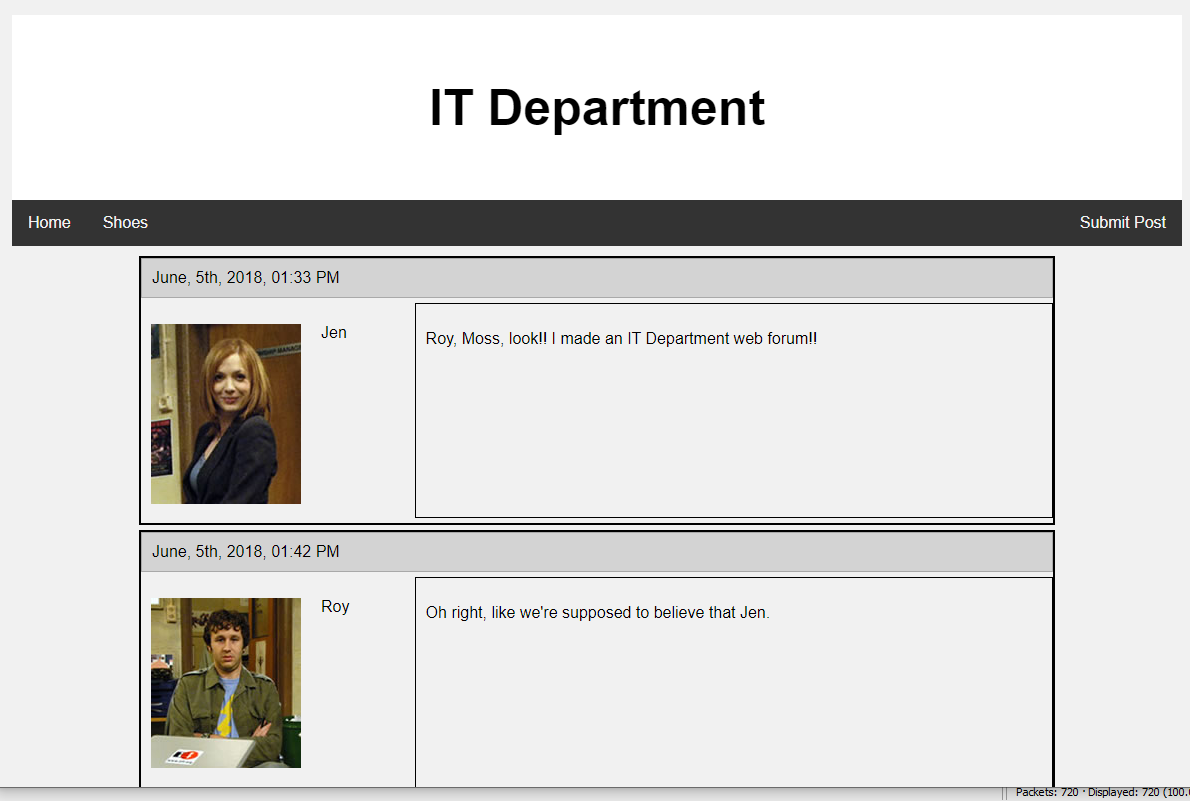 IT Department
Home Shoes Submit Post
June, 5th, 2018, 01:33 PM
Jen
Roy, Moss, look!! I made an IT Department web forum!!
June, 5th, 2018, 01:42 PM
Roy
Oh right, like we're supposed to believe that Jen.
Packets: 720 · Displayed: 720 (100.